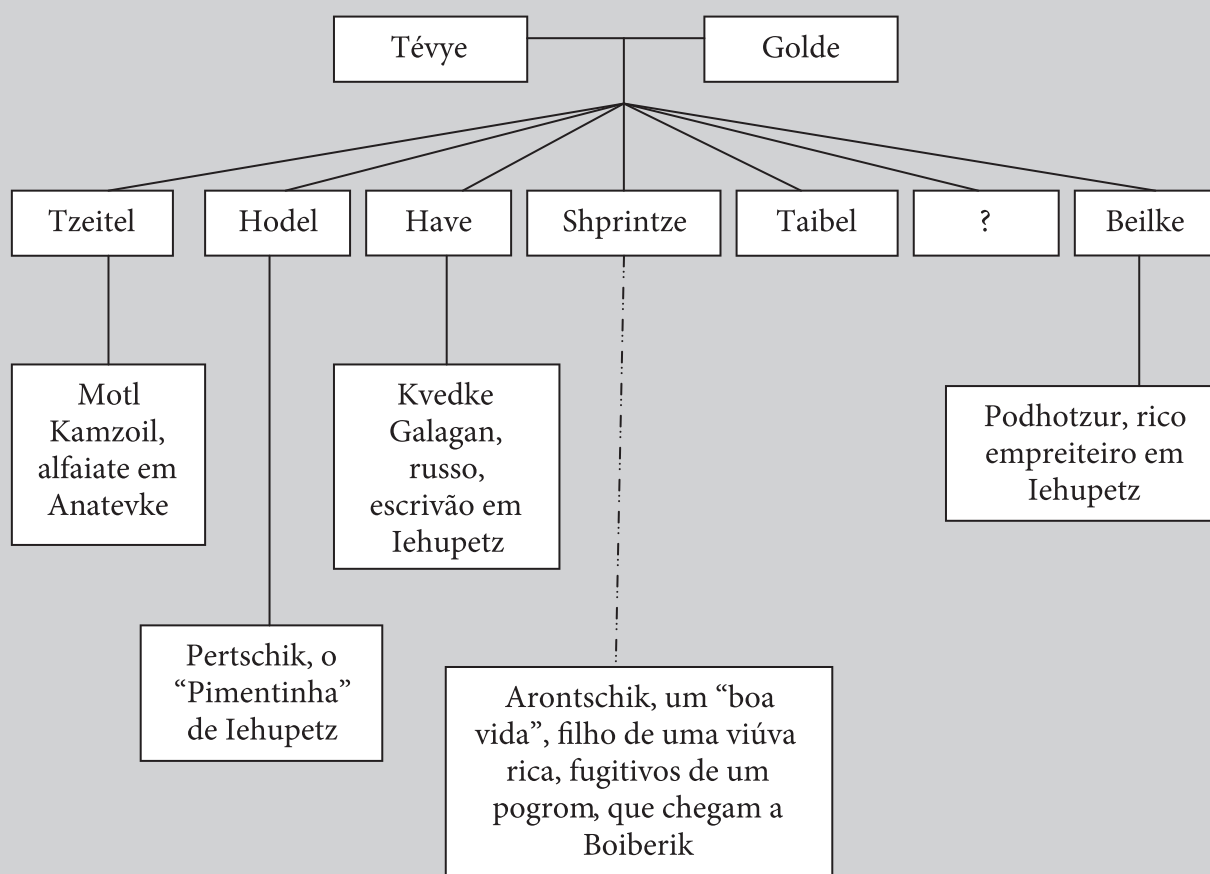 Tévye
Golde
Tzeitel
Hodel
Have
Shprintze
Taibel
?
Beilke
Motl
Kamzoil,
alfaiate em
Anatevke
Kvedke
Galagan,
russo,
escrivão em
Iehupetz
Podhotzur, rico
empreiteiro em
Iehupetz
Pertschik, o
“Pimentinha”
de Iehupetz
Arontschik, um “boa
vida”, filho de uma viúva
rica, fugitivos de um
pogrom, que chegam a
Boiberik